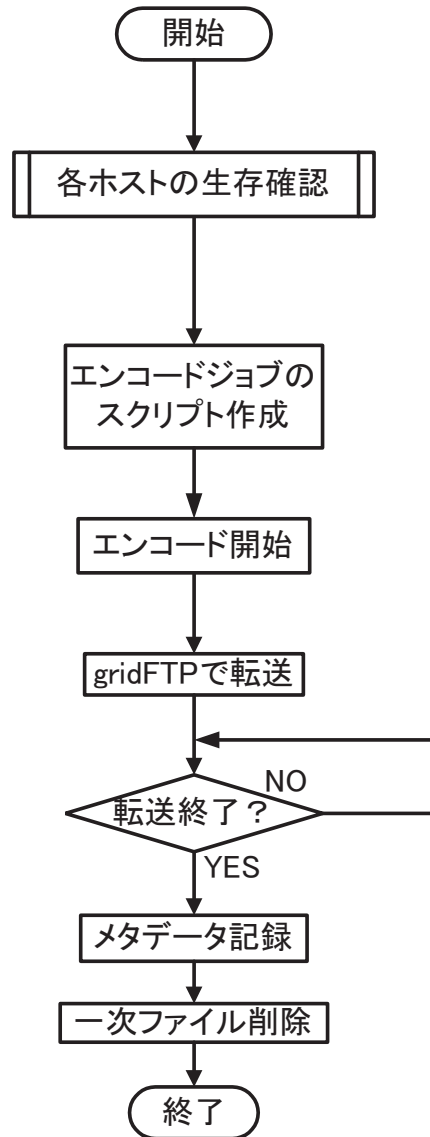 開始
各ホストの生存確認
エンコードジョブの
スクリプト作成
エンコード開始
gridFTPで転送
NO
転送終了？
YES
メタデータ記録
一次ファイル削除
終了